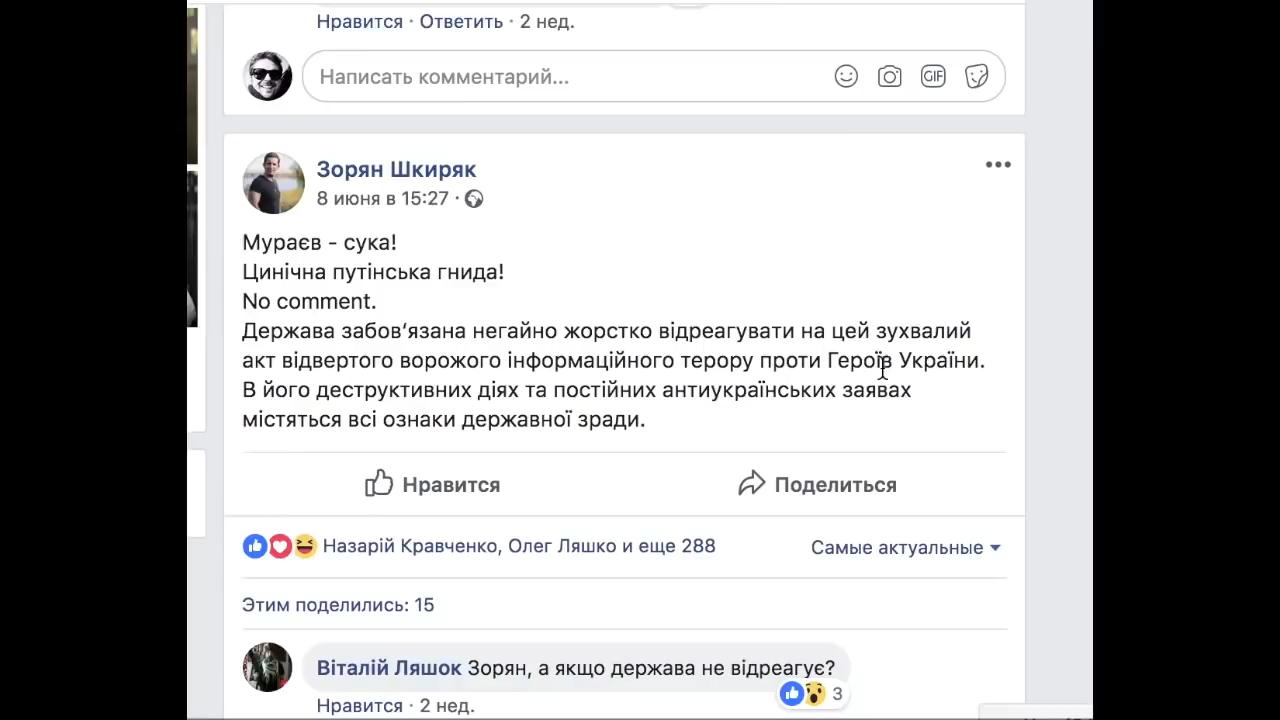 Нравится · Ответить · 2 нед.
Написать комментарий...
GIF
Зорян Шкиряк
8 июня в 15:27 ·
Мураєв - сука!
Цинічна путінська гнида!
No comment.
Держава забов‘язана негайно жорстко відреагувати на цей зухвалий
акт відвертого ворожого інформаційного терору проти Героїв України.
В його деструктивних діях та постійних антиукраїнських заявах
містяться всі ознаки державної зради.
Нравится
Поделиться
Назарій Кравченко, Олег Ляшко и еще 288
Самые актуальные
Этим поделились: 15
Віталій Ляшок Зорян, а якщо держава не відреагує?
3
Нравится · 2 нед.